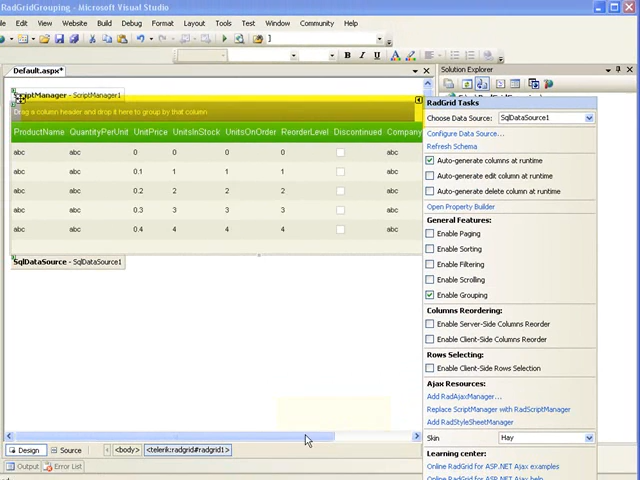 RadGridGrouping - Microsoft Visual Studio
File Edit View Website Build Debug Format Layout Tools Test Window Community Help
B I U A
Default.aspx*
Solution Explorer
ScriptManager - ScriptManager1
Drag a column header and drop it here to group by that column
ProductName QuantityPerUnit UnitPrice UnitsInStock UnitsOnOrder ReorderLevel Discontinued Company
abc abc 0 0 0 0 abc
abc abc 0.1 1 1 1 abc
abc abc 0.2 2 2 2 abc
abc abc 0.3 3 3 3 abc
abc abc 0.4 4 4 4 abc
SqlDataSource - SqlDataSource1
RadGrid Tasks
Choose Data Source: SqlDataSource1
Configure Data Source...
Refresh Schema
Auto-generate columns at runtime
Auto-generate edit column at runtime
Auto-generate delete column at runtime
Open Property Builder
General Features:
Enable Paging
Enable Sorting
Enable Filtering
Enable Scrolling
Enable Grouping
Columns Reordering:
Enable Server-Side Columns Reorder
Enable Client-Side Columns Reorder
Rows Selecting:
Enable Client-Side Rows Selection
Ajax Resources:
Add RadAjaxManager...
Replace ScriptManager with RadScriptManager
Add RadStyleSheetManager
Skin Hay
Learning center:
Online RadGrid for ASP.NET Ajax examples
Online RadGrid for ASP.NET Ajax help
Design Source <body> <telerik:radgrid#radgrid1>
Output Error List